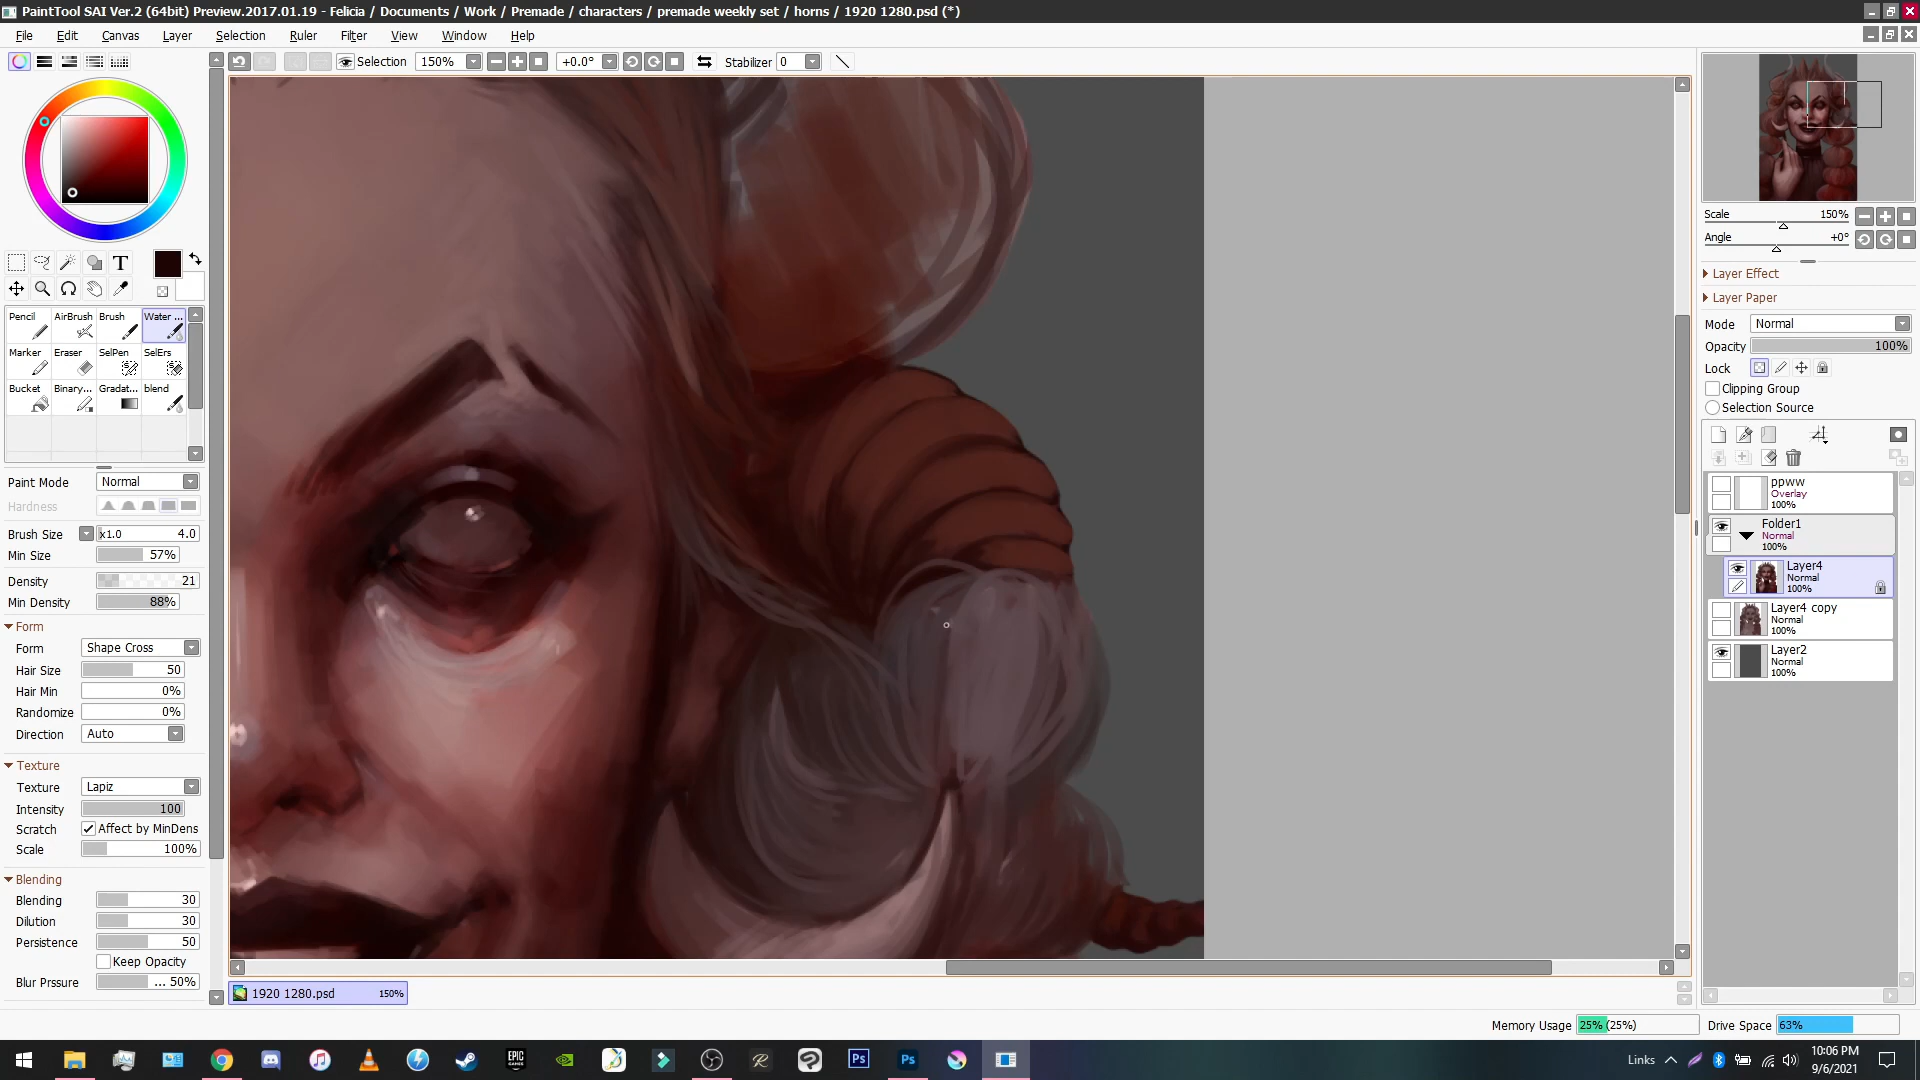 PaintTool SAI Ver.2 (64bit) Preview.2017.01.19 - Felicia / Documents / Work / Premade / characters / premade weekly set / horns / 1920 1280.psd (*)
File Edit Canvas Layer Selection Ruler Filter View Window Help
Selection 150% +0.0° Stabilizer 0
T
Pencil AirBrush Brush Water ...
Marker Eraser SelPen SelErs
Bucket Binary... Gradat... blend
Paint Mode Normal
Hardness
Brush Size x1.0 4.0
Min Size 57%
Density 21
Min Density 88%
Form
Form Shape Cross
Hair Size 50
Hair Min 0%
Randomize 0%
Direction Auto
Texture
Texture Lapiz
Intensity 100
Scratch Affect by MinDens
Scale 100%
Blending
Blending 30
Dilution 30
Persistence 50
Keep Opacity
Blur Prssure ... 50%
1920 1280.psd 150%
Scale 150%
Angle +0°
Layer Effect
Layer Paper
Mode Normal
Opacity 100%
Lock
Clipping Group
Selection Source
ppww
Overlay
100%
Folder1
Normal
100%
Layer4
Normal
100%
Layer4 copy
Normal
100%
Layer2
Normal
100%
Memory Usage 25% (25%) Drive Space 63%
EPIC
GAMES
Ps
Ps
Links
10:06 PM
9/6/2021